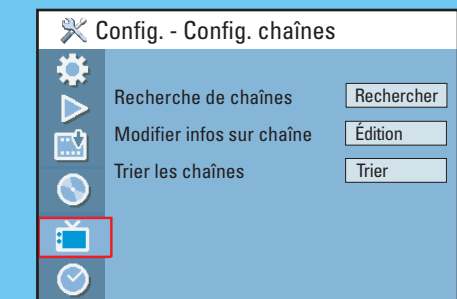 Config. - Config. chaînes
Recherche de chaînes Rechercher
Modifier infos sur chaîne Édition
Trier les chaînes Trier